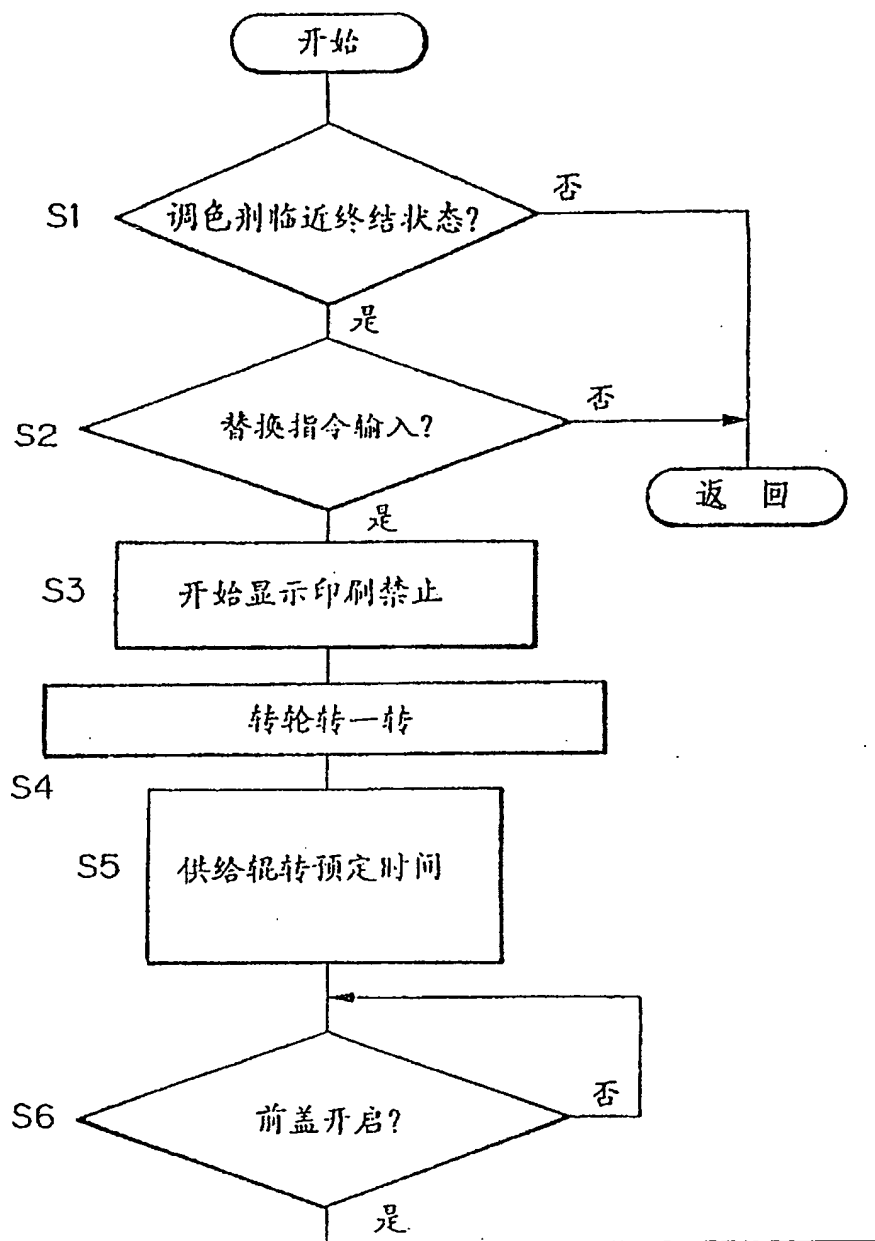 开始
S1
调色剂临近终结状态?
否
是
S2
替换指令输入?
否
返 回
是
S3
开始显示印刷禁止
转轮转一转
S4
S5
供给辊转预定时间
S6
前盖开启?
否
是